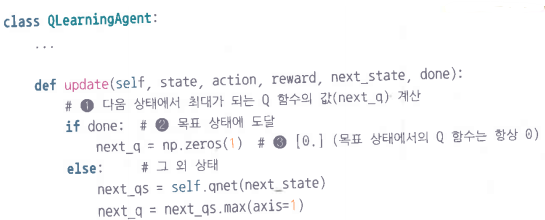 class QLearningAgent:
...
def update(self, state, action, reward, next_state, done):
# ❶ 다음 상태에서 최대가 되는 Q 함수의 값(next_q) 계산
if done: # ❷ 목표 상태에 도달
next_q = np.zeros(1) # ❸ [0.] (목표 상태에서의 Q 함수는 항상 0)
else: # 그 외 상태
next_qs = self.qnet(next_state)
next_q = next_qs.max(axis=1)